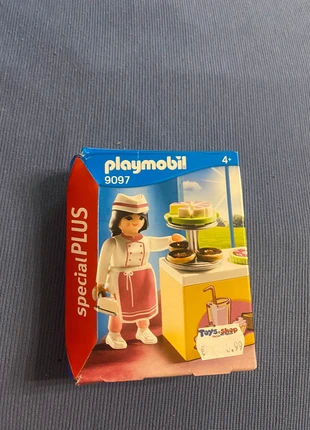 playmobil
4+
9097
specialPLUS
Toys-shop